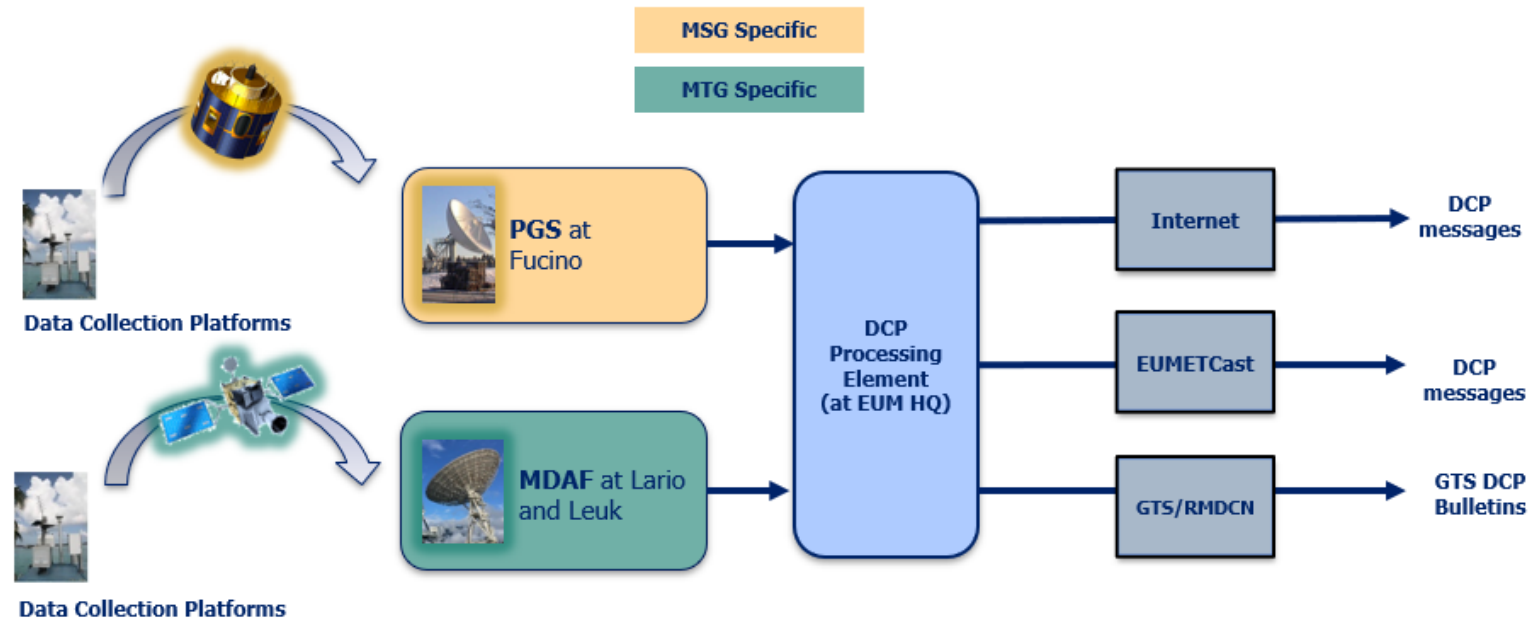 MSG Specific
MTG Specific
Data Collection Platforms
PGS at
Fucino
Data Collection Platforms
MDAF at Lario
and Leuk
DCP
Processing
Element
(at EUM HQ)
Internet
DCP
messages
EUMETCast
DCP
messages
GTS/RMDCN
GTS DCP
Bulletins